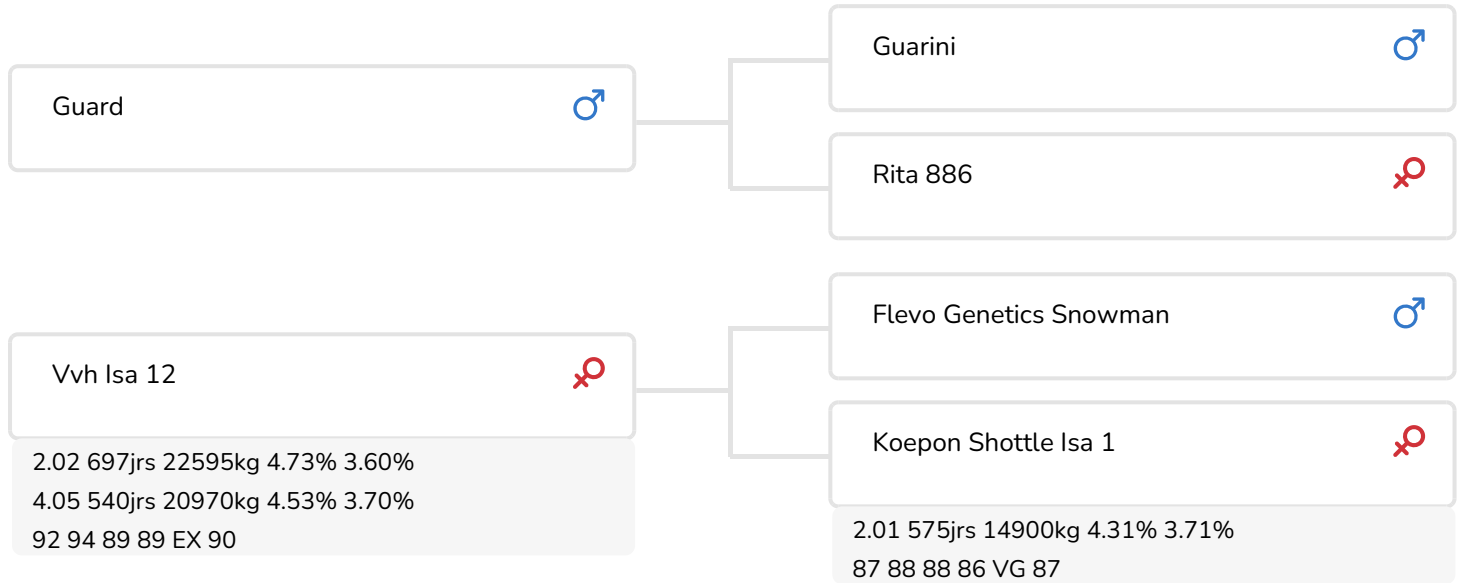 Guard
Vvh Isa 12
2.02 697jrs 22595kg 4.73% 3.60%
4.05 540jrs 20970kg 4.53% 3.70%
92 94 89 89 EX 90
Guarini
Rita 886
Flevo Genetics Snowman
Koepon Shottle Isa 1
2.01 575jrs 14900kg 4.31% 3.71%
87 88 88 86 VG 87